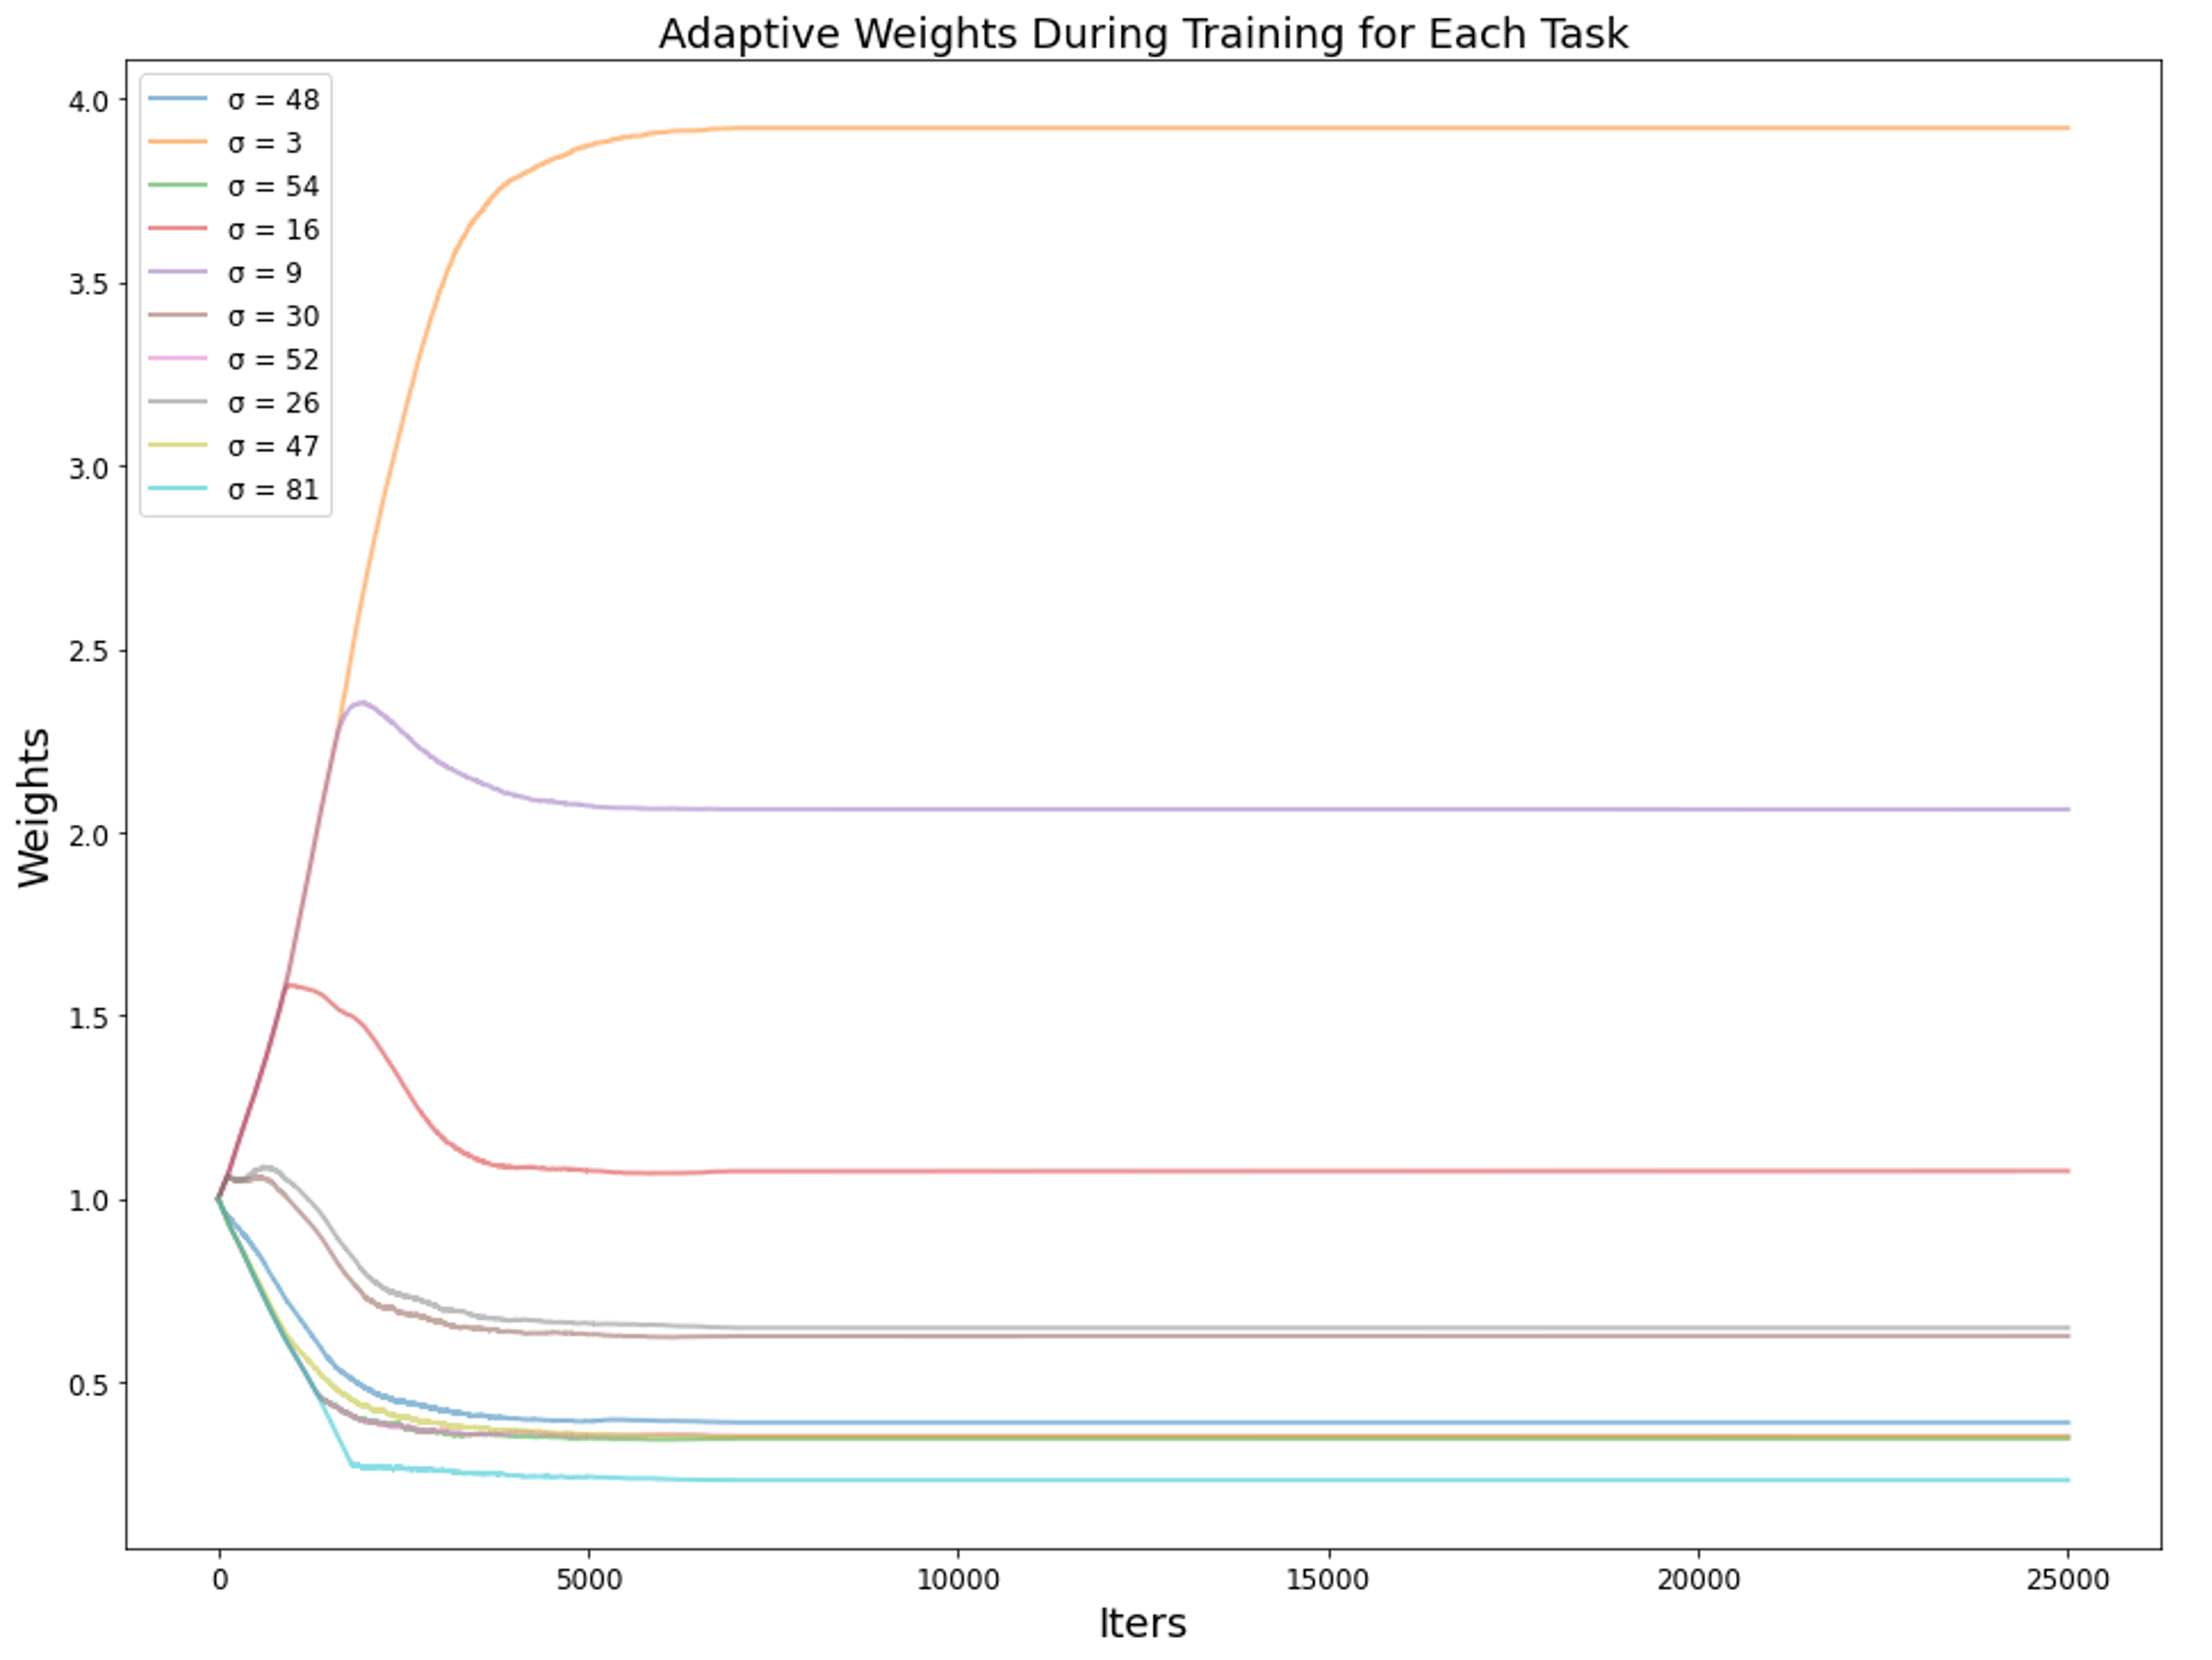 Adaptive Weights During Training for Each Task
σ = 48
σ = 3
σ = 54
σ = 16
σ = 9
σ = 30
σ = 52
σ = 26
σ = 47
σ = 81
4.0
3.5
3.0
2.5
2.0
1.5
1.0
0.5
Weights
0 5000 10000 15000 20000 25000
Iters